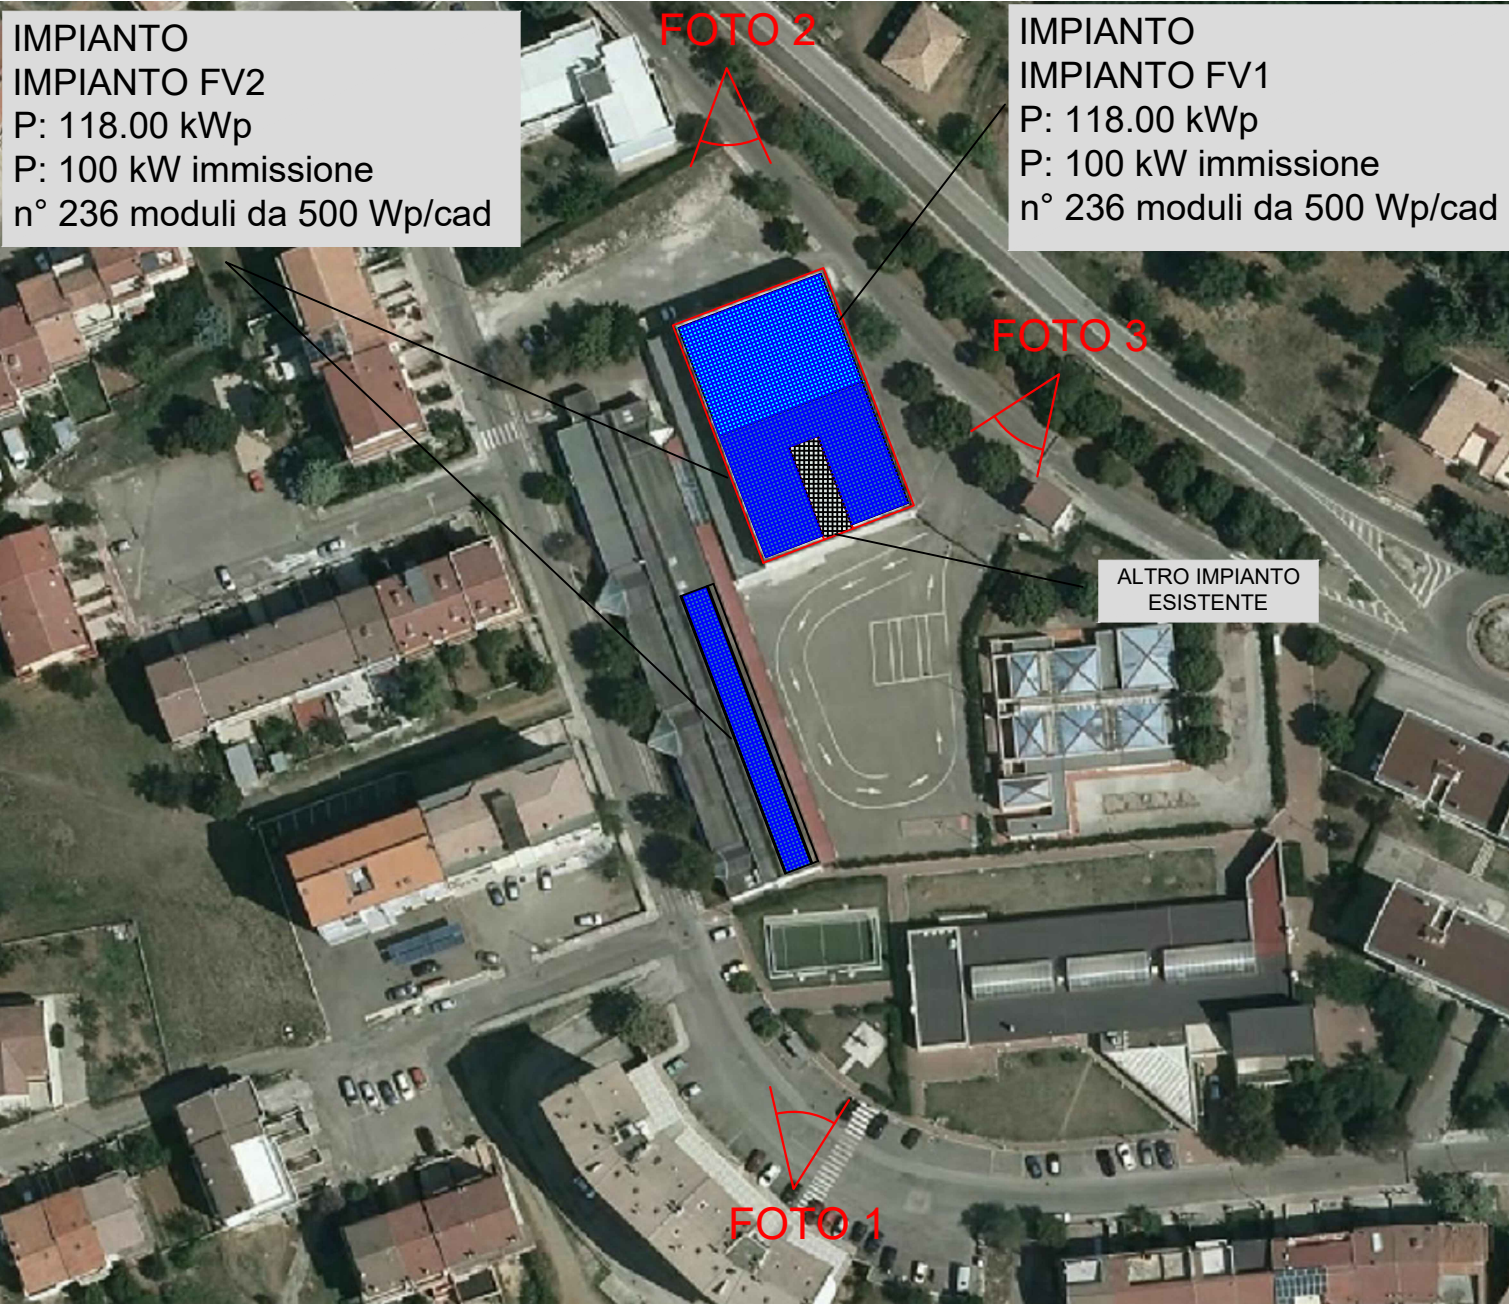 IMPIANTO
IMPIANTO FV2
P: 118.00 kWp
P: 100 kW immissione
n° 236 moduli da 500 Wp/cad
FOTO 2
IMPIANTO
IMPIANTO FV1
P: 118.00 kWp
P: 100 kW immissione
n° 236 moduli da 500 Wp/cad
FOTO 3
ALTRO IMPIANTO
ESISTENTE
FOTO 1